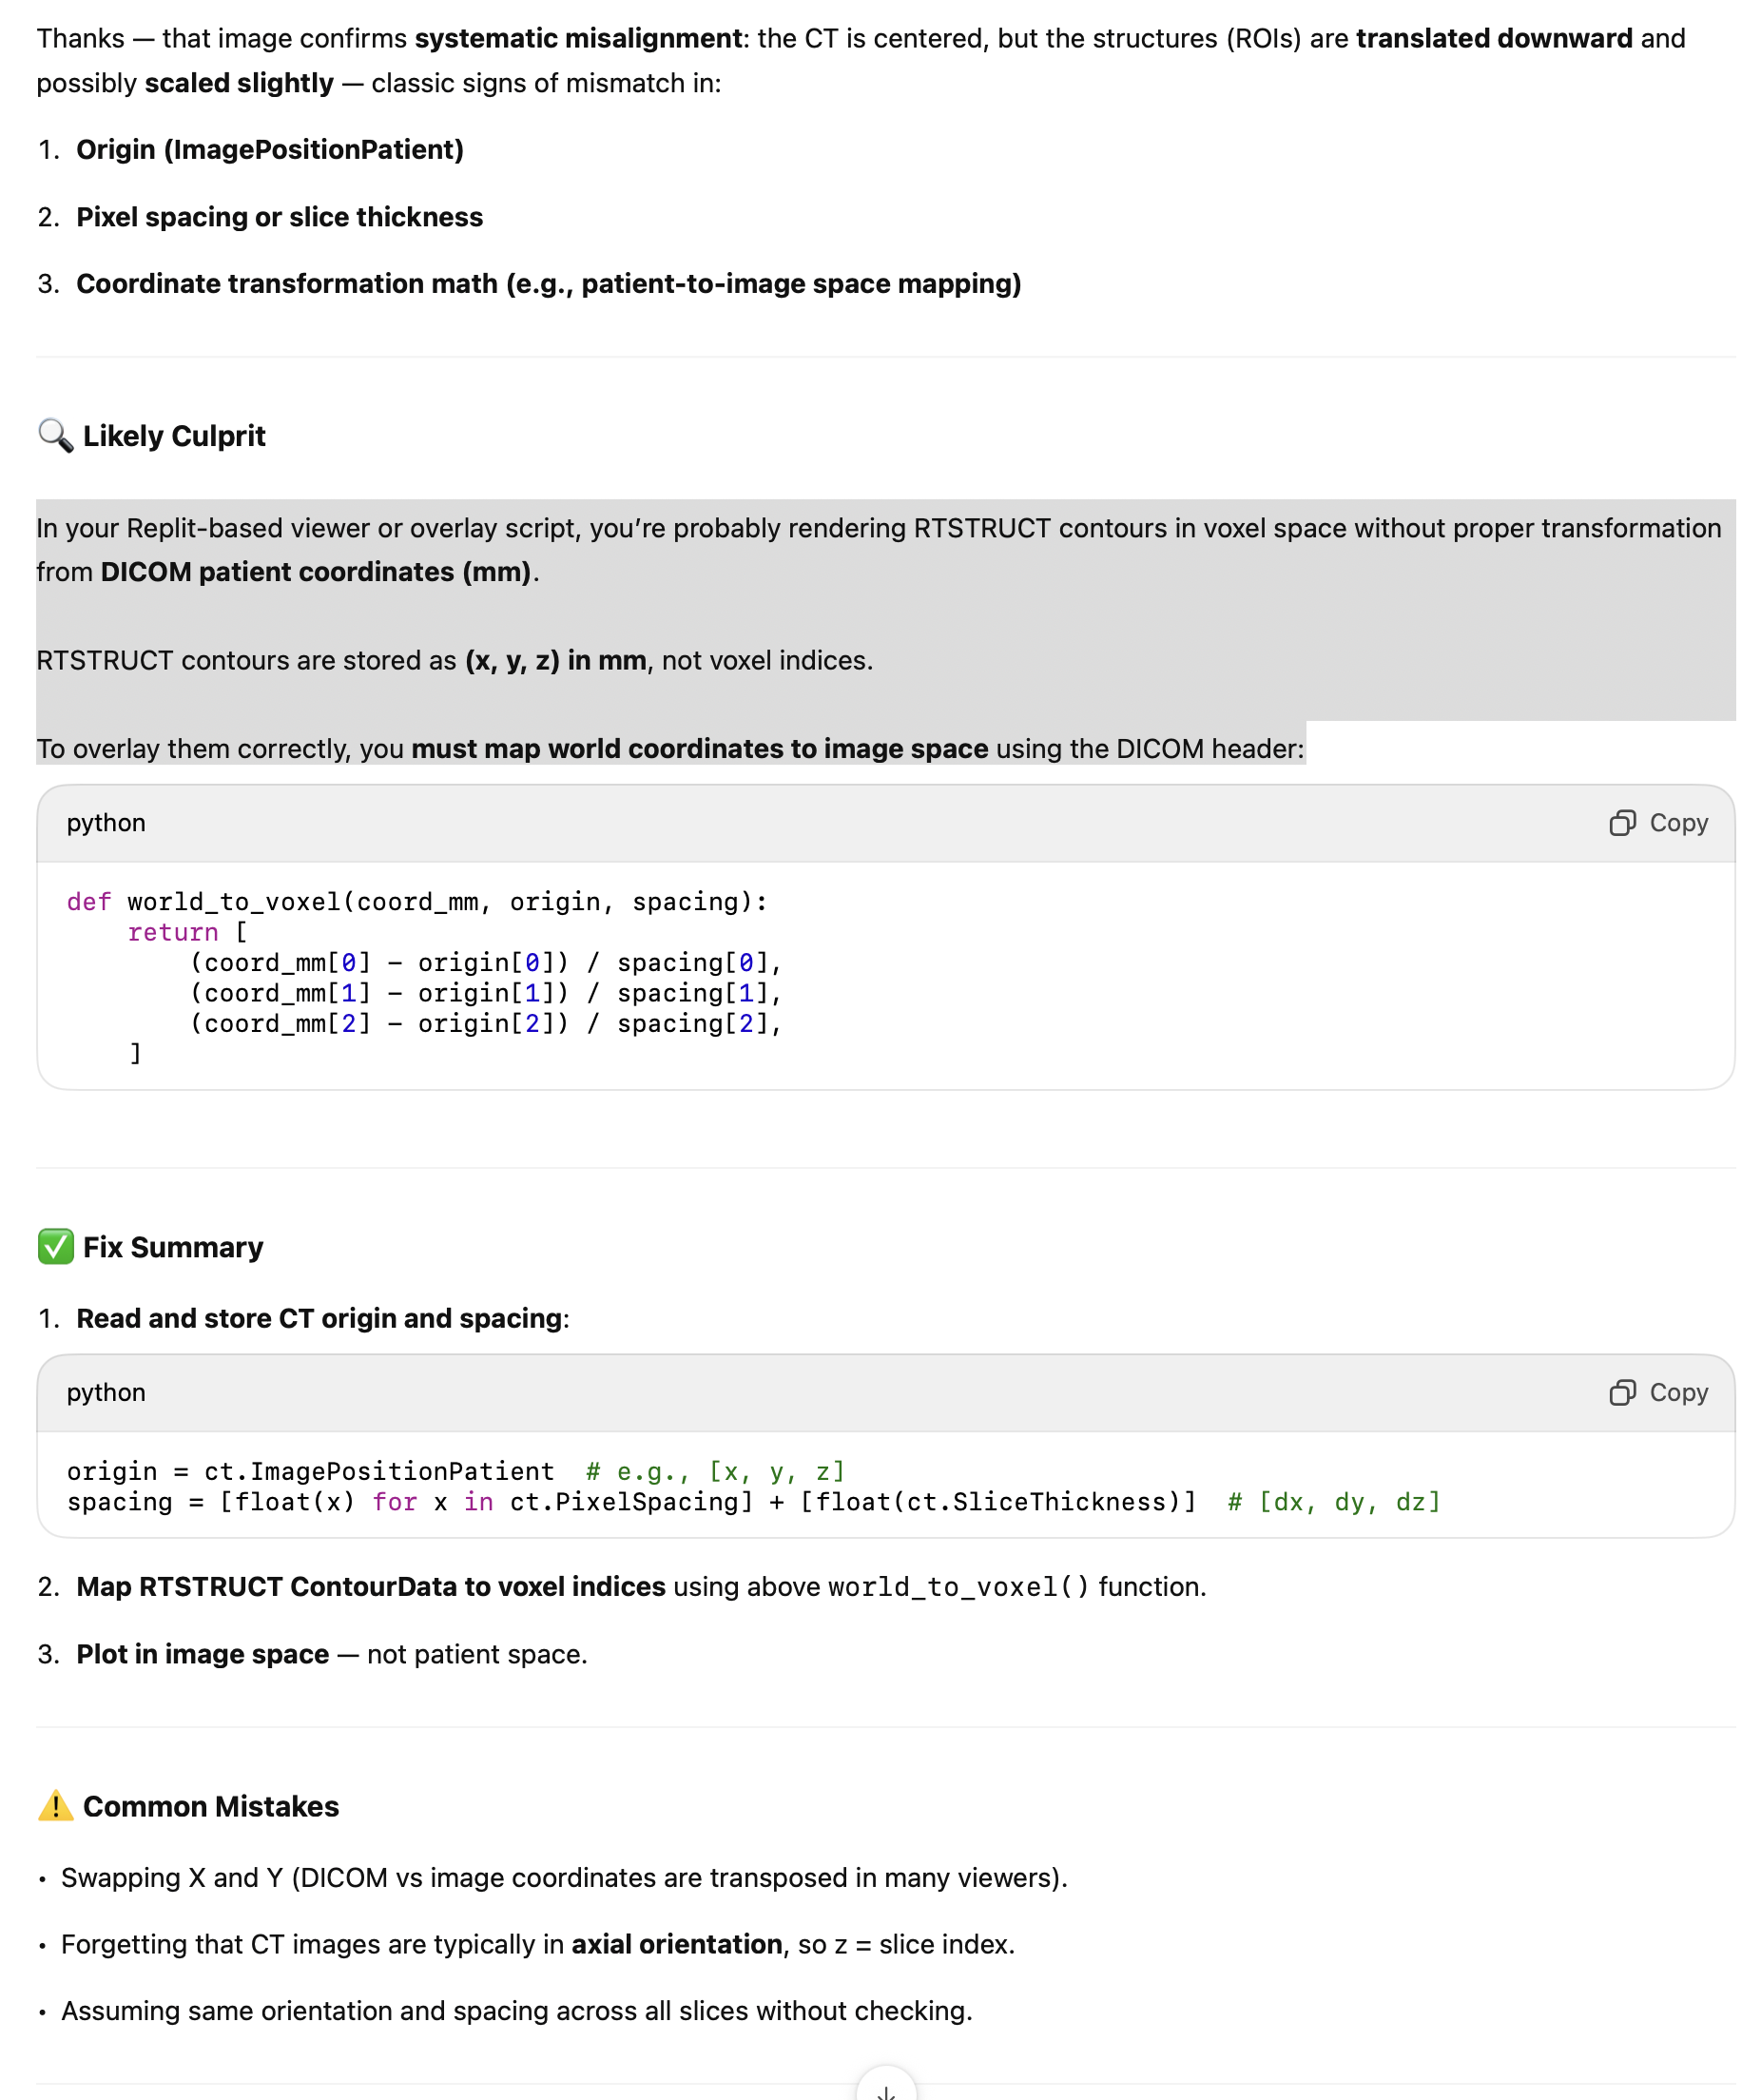 Thanks — that image confirms systematic misalignment: the CT is centered, but the structures (ROIs) are translated downward and
possibly scaled slightly — classic signs of mismatch in:
1. Origin (ImagePositionPatient)
2. Pixel spacing or slice thickness
3. Coordinate transformation math (e.g., patient-to-image space mapping)
🔍 Likely Culprit
In your Replit-based viewer or overlay script, you’re probably rendering RTSTRUCT contours in voxel space without proper transformation
from DICOM patient coordinates (mm).
RTSTRUCT contours are stored as (x, y, z) in mm, not voxel indices.
To overlay them correctly, you must map world coordinates to image space using the DICOM header:
python
Copy
def world_to_voxel(coord_mm, origin, spacing):
    return [
        (coord_mm[0] - origin[0]) / spacing[0],
        (coord_mm[1] - origin[1]) / spacing[1],
        (coord_mm[2] - origin[2]) / spacing[2],
    ]
✅ Fix Summary
1. Read and store CT origin and spacing:
python
Copy
origin = ct.ImagePositionPatient  # e.g., [x, y, z]
spacing = [float(x) for x in ct.PixelSpacing] + [float(ct.SliceThickness)]  # [dx, dy, dz]
2. Map RTSTRUCT ContourData to voxel indices using above world_to_voxel() function.
3. Plot in image space — not patient space.
⚠️ Common Mistakes
• Swapping X and Y (DICOM vs image coordinates are transposed in many viewers).
• Forgetting that CT images are typically in axial orientation, so z = slice index.
• Assuming same orientation and spacing across all slices without checking.